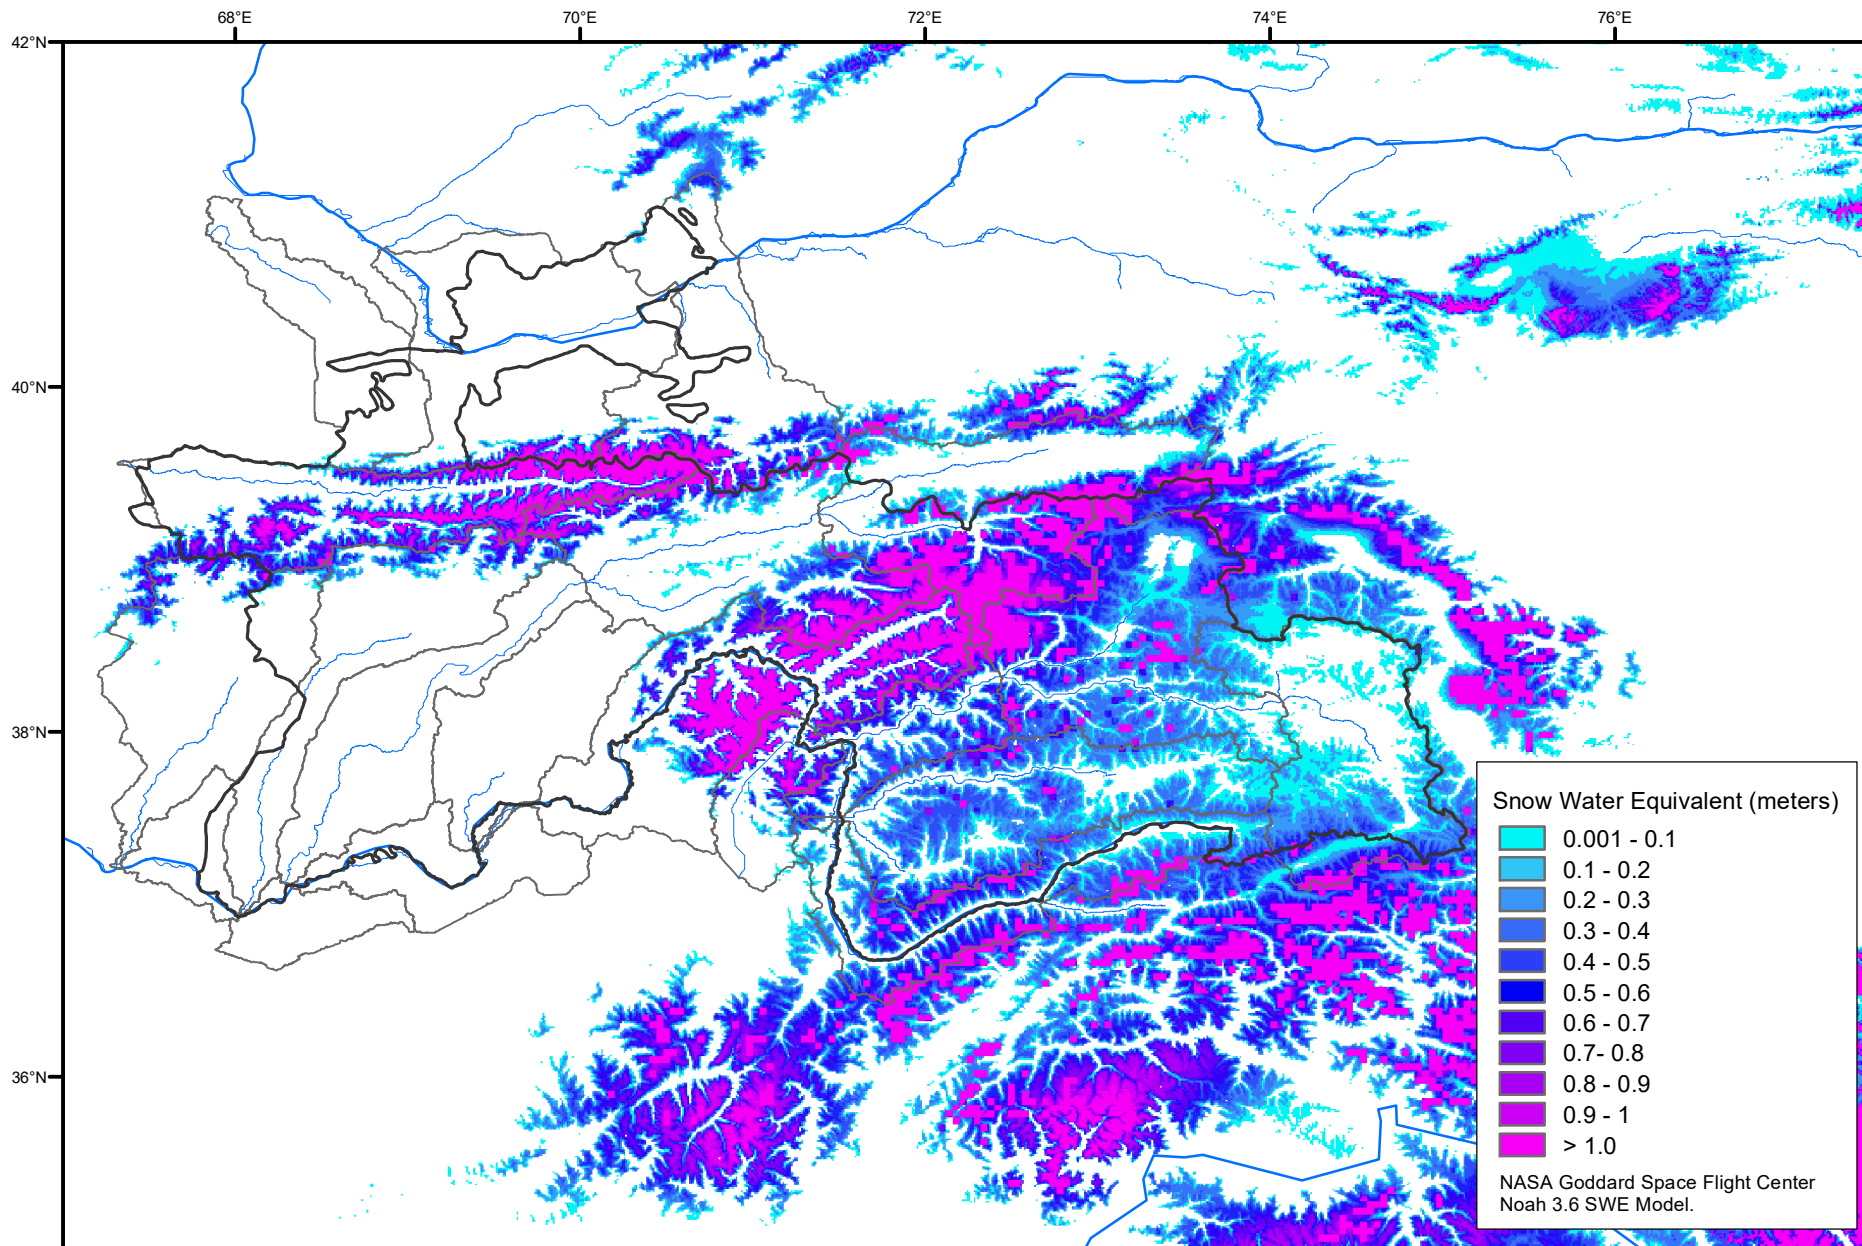 68°E 70°E 72°E 74°E 76°E
42°N
40°N
38°N
36°N
Snow Water Equivalent (meters)
0.001 - 0.1
0.1 - 0.2
0.2 - 0.3
0.3 - 0.4
0.4 - 0.5
0.5 - 0.6
0.6 - 0.7
0.7- 0.8
0.8 - 0.9
0.9 - 1
> 1.0
NASA Goddard Space Flight Center
Noah 3.6 SWE Model.